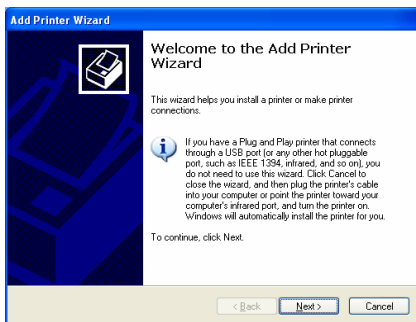 Add Printer Wizard
Welcome to the Add Printer
Wizard
This wizard helps you install a printer or make printer
connections.
If you have a Plug and Play printer that connects
through a USB port (or any other hot pluggable
port, such as IEEE 1394, infrared, and so on), you
do not need to use this wizard. Click Cancel to
close the wizard, and then plug the printer's cable
into your computer or point the printer toward your
computer's infrared port, and turn the printer on.
Windows will automatically install the printer for you.
To continue, click Next.
< Back Next > Cancel